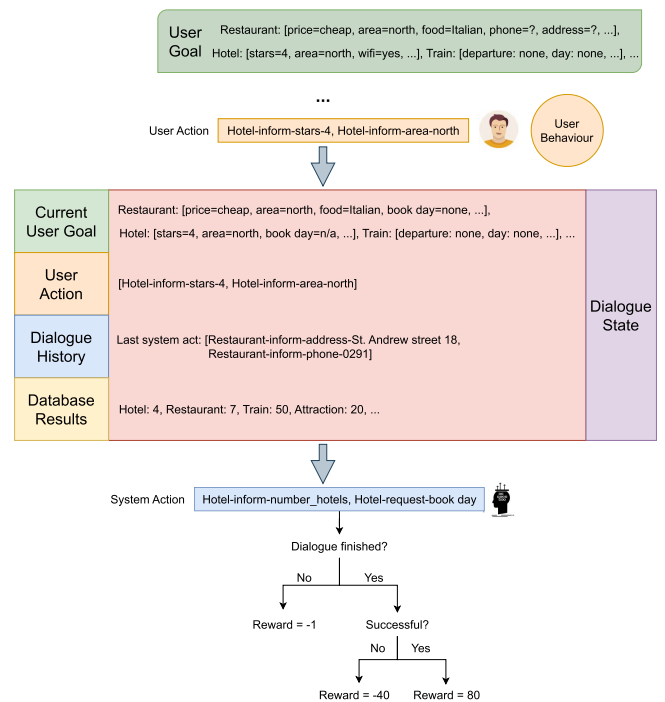 User Goal
Restaurant: [price=cheap, area=north, food=Italian, phone=?, address=?, ...],
Hotel: [stars=4, area=north, wifi=yes, ...], Train: [departure: none, day: none, ...], ...
...
User Action
Hotel-inform-stars-4, Hotel-inform-area-north
User
Behaviour
Current
User Goal
Restaurant: [price=cheap, area=north, food=Italian, book day=none, ...],
Hotel: [stars=4, area=north, book day=n/a, ...], Train: [departure: none, day: none, ...], ...
User
Action
[Hotel-inform-stars-4, Hotel-inform-area-north]
Dialogue
History
Last system act: [Restaurant-inform-address-St. Andrew street 18,
Restaurant-inform-phone-0291]
Database
Results
Hotel: 4, Restaurant: 7, Train: 50, Attraction: 20, ...
Dialogue
State
System Action
Hotel-inform-number_hotels, Hotel-request-book day
Dialogue finished?
No
Yes
Reward = -1
Successful?
No
Yes
Reward = -40
Reward = 80